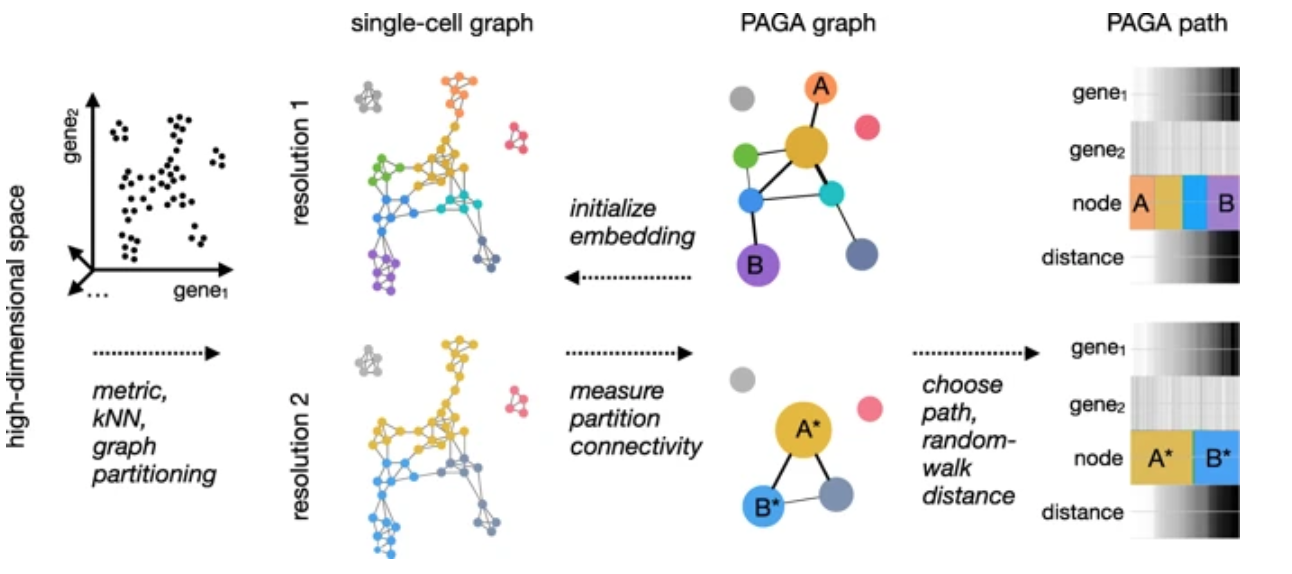 single-cell graph
PAGA graph
PAGA path
high-dimensional space
gene₂
gene₁
...
metric,
kNN,
graph
partitioning
resolution 1
resolution 2
initialize
embedding
measure
partition
connectivity
A
B
A*
B*
choose
path,
random-
walk
distance
gene₁
gene₂
node
A
B
distance
gene₁
gene₂
node
A*
B*
distance